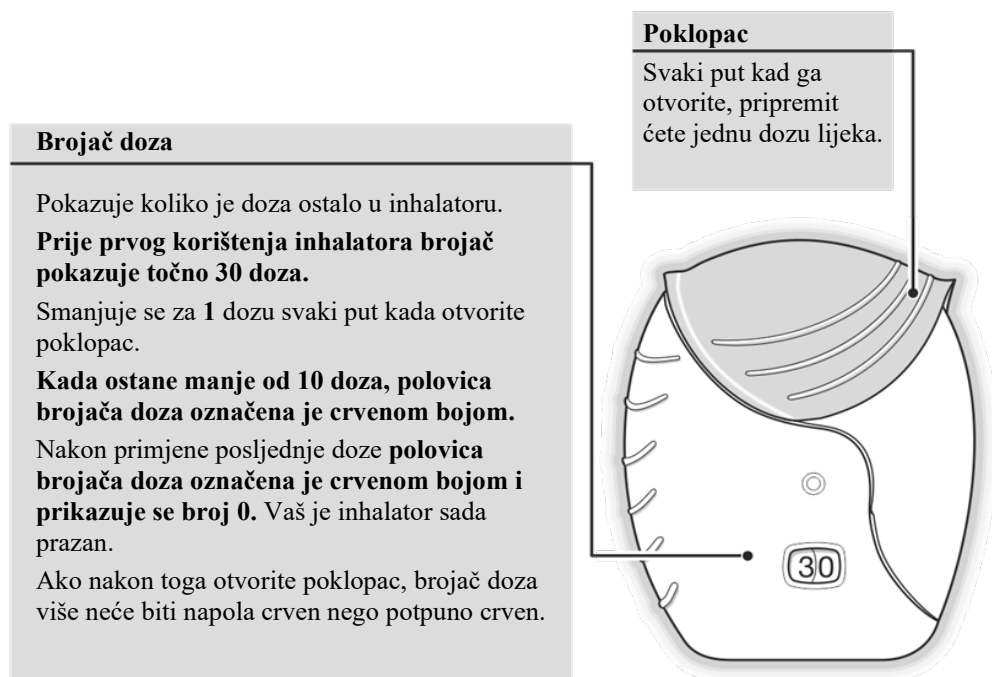 Poklopac
Svaki put kad ga
otvorite, pripremit
ćete jednu dozu lijeka.
Brojač doza
Pokazuje koliko je doza ostalo u inhalatoru.
Prije prvog korištenja inhalatora brojač
pokazuje točno 30 doza.
Smanjuje se za 1 dozu svaki put kada otvorite
poklopac.
Kada ostane manje od 10 doza, polovica
brojača doza označena je crvenom bojom.
Nakon primjene posljednje doze polovica
brojača doza označena je crvenom bojom i
prikazuje se broj 0. Vaš je inhalator sada
prazan.
Ako nakon toga otvorite poklopac, brojač doza
više neće biti napola crven nego potpuno crven.
30